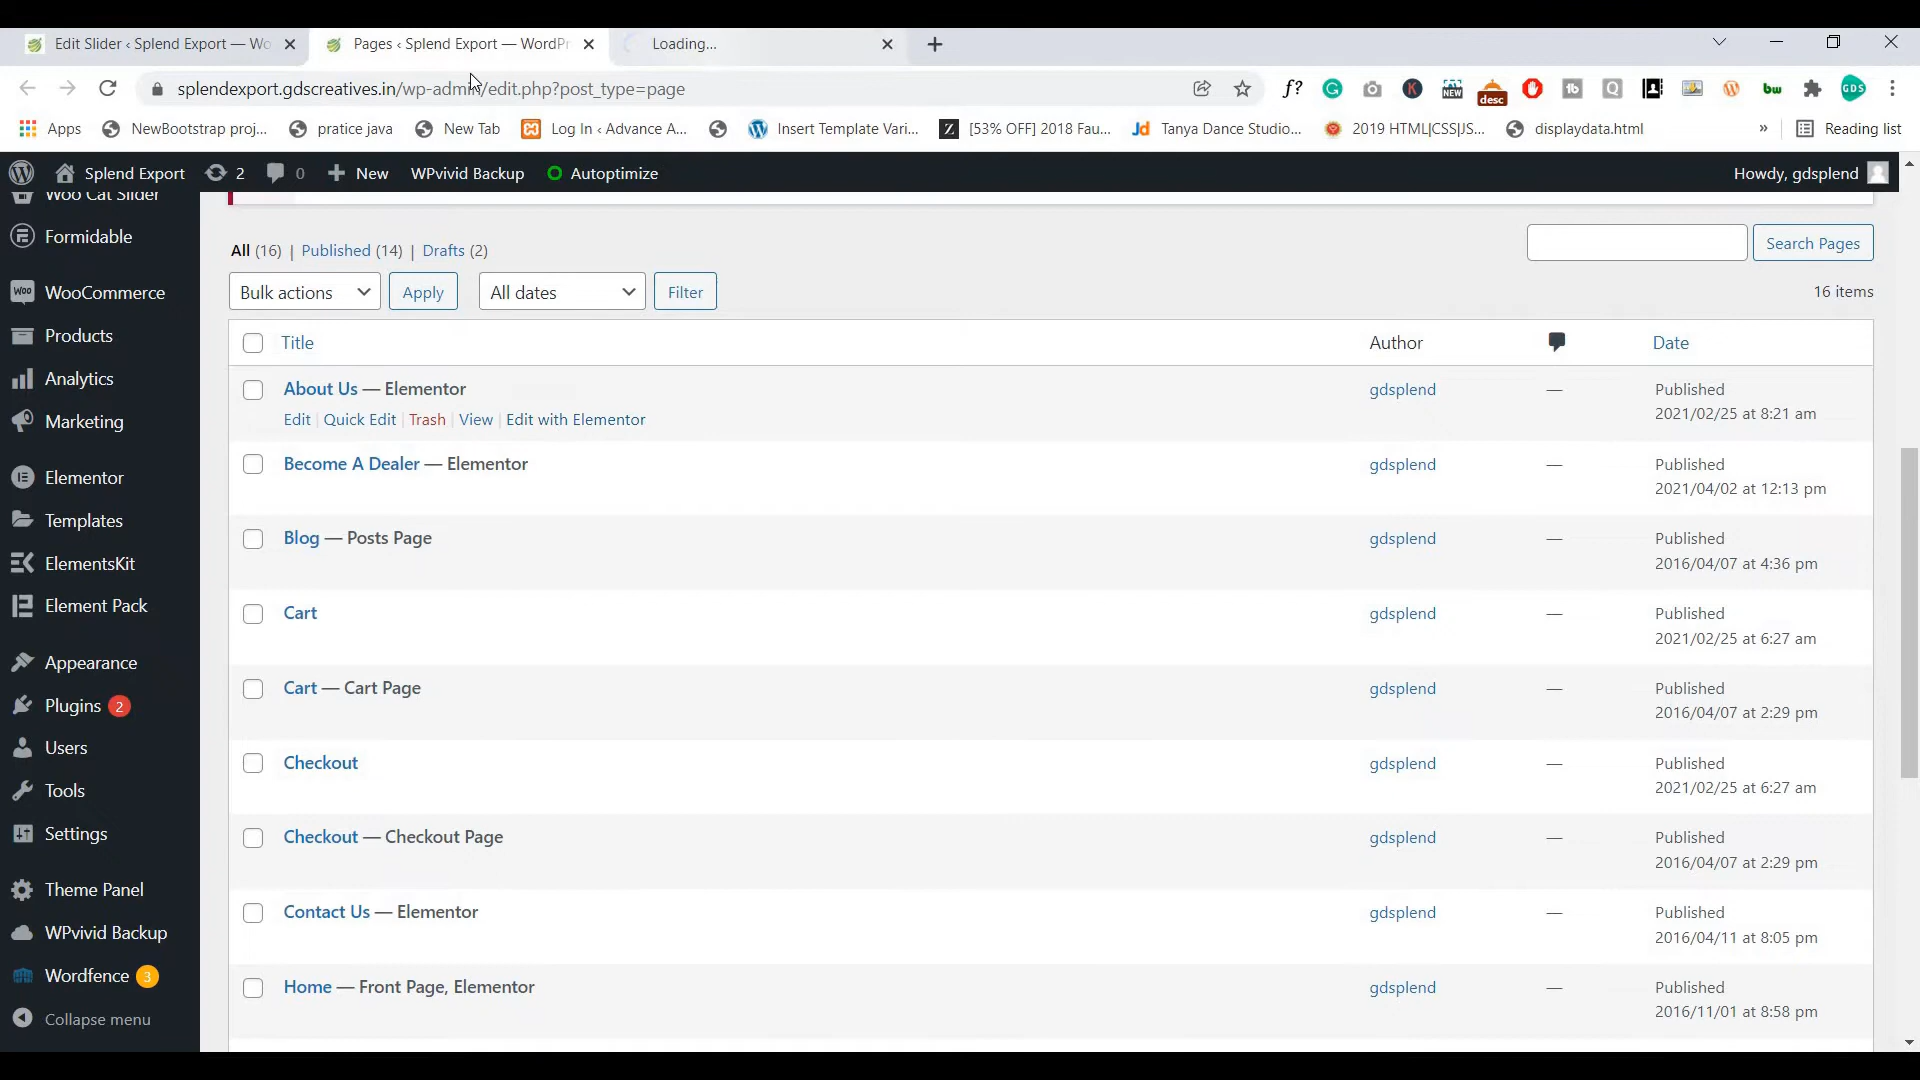 Edit Slider ‹ Splend Export — Wo
Pages ‹ Splend Export — WordPr
Loading...
splendexport.gdscreatives.in/wp-admin/edit.php?post_type=page
f?
NEW
desc
tb
Q
bw
GDS
Apps
NewBootstrap proj...
pratice java
New Tab
Log In ‹ Advance A...
Insert Template Vari...
Z
[53% OFF] 2018 Fau...
Jd
Tanya Dance Studio...
2019 HTML|CSS|JS...
displaydata.html
»
Reading list
Splend Export
2
0
New
WPvivid Backup
Autoptimize
Howdy, gdsplend
Woo Cat Slider
Formidable
WooCommerce
Products
Analytics
Marketing
Elementor
Templates
ElementsKit
Element Pack
Appearance
Plugins 2
Users
Tools
Settings
Theme Panel
WPvivid Backup
Wordfence 3
Collapse menu
All (16) | Published (14) | Drafts (2)
Search Pages
Bulk actions
Apply
All dates
Filter
16 items
Title
Author
Date
About Us — Elementor
Edit | Quick Edit | Trash | View | Edit with Elementor
gdsplend
—
Published
2021/02/25 at 8:21 am
Become A Dealer — Elementor
gdsplend
—
Published
2021/04/02 at 12:13 pm
Blog — Posts Page
gdsplend
—
Published
2016/04/07 at 4:36 pm
Cart
gdsplend
—
Published
2021/02/25 at 6:27 am
Cart — Cart Page
gdsplend
—
Published
2016/04/07 at 2:29 pm
Checkout
gdsplend
—
Published
2021/02/25 at 6:27 am
Checkout — Checkout Page
gdsplend
—
Published
2016/04/07 at 2:29 pm
Contact Us — Elementor
gdsplend
—
Published
2016/04/11 at 8:05 pm
Home — Front Page, Elementor
gdsplend
—
Published
2016/11/01 at 8:58 pm